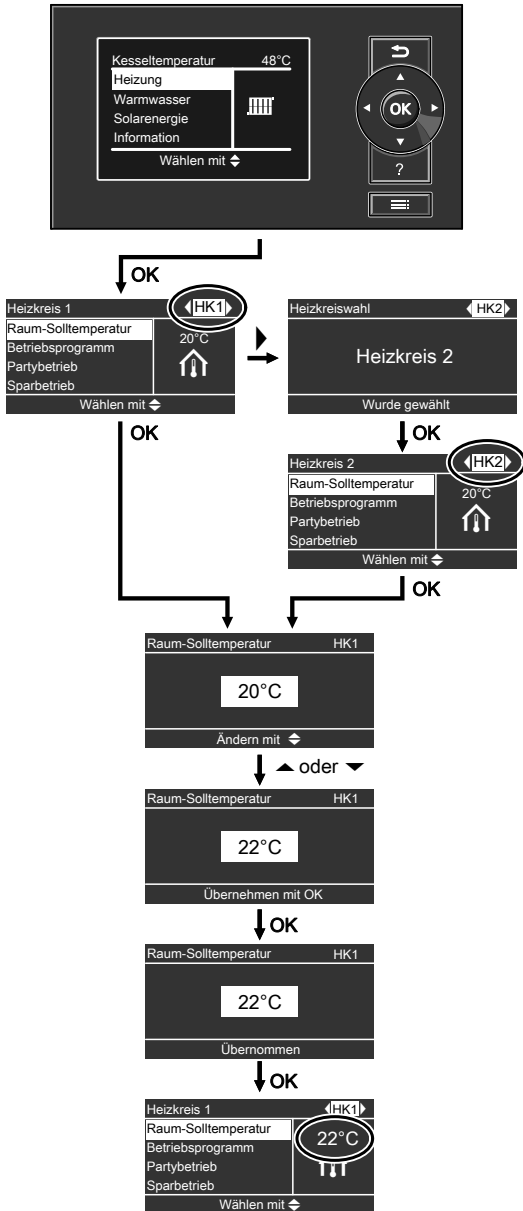 Kesseltemperatur 48°C
Heizung
Warmwasser
Solarenergie
Information
Wählen mit
OK
?
OK
Heizkreis 1 HK1
Raum-Solltemperatur
20°C
Betriebsprogramm
Partybetrieb
Sparbetrieb
Wählen mit
Heizkreiswahl HK2
Heizkreis 2
Wurde gewählt
OK
OK
Heizkreis 2 HK2
Raum-Solltemperatur
20°C
Betriebsprogramm
Partybetrieb
Sparbetrieb
Wählen mit
OK
Raum-Solltemperatur HK1
20°C
Ändern mit
oder
Raum-Solltemperatur HK1
22°C
Übernehmen mit OK
OK
Raum-Solltemperatur HK1
22°C
Übernommen
OK
Heizkreis 1 HK1
Raum-Solltemperatur
22°C
Betriebsprogramm
Partybetrieb
Sparbetrieb
Wählen mit